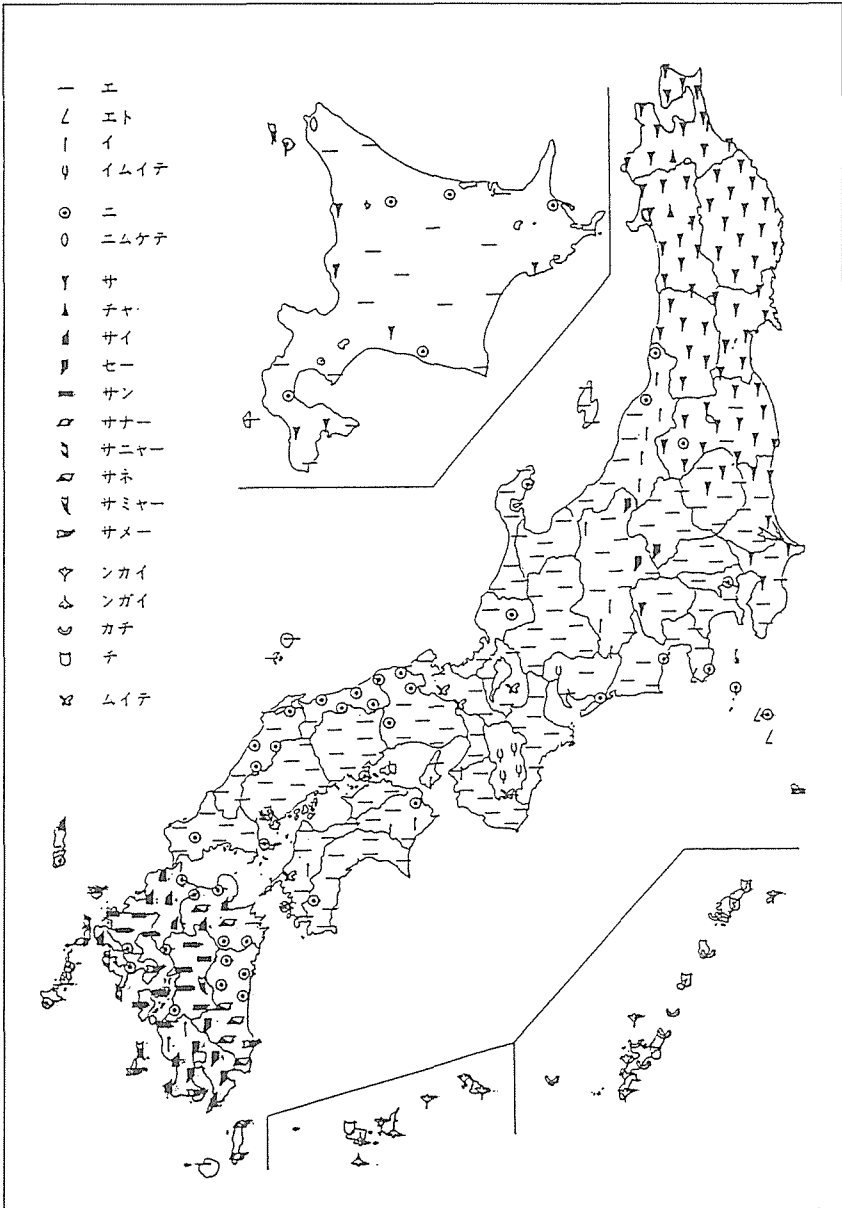 エ
エト
イ
イムイテ
ニ
ニムケテ
サ
チャ
サイ
セー
サン
サナー
サニャー
サネ
サミャー
サメー
ンカイ
ンガイ
カチ
チ
ムイテ